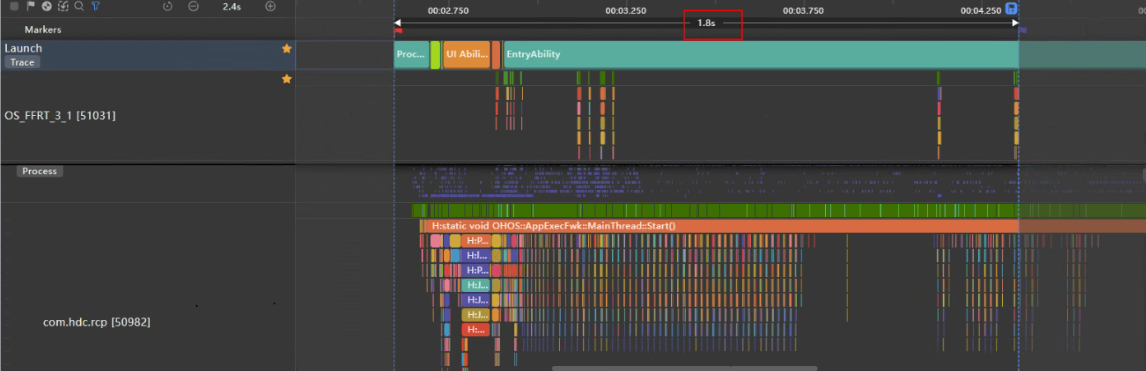 2.4s
00:02.750 00:03.250 00:03.750 00:04.250
1.8s
Markers
Launch
Trace
Proc... UI Abili... EntryAbility
OS_FFRT_3_1 [51031]
Process
H:static void OHOS::AppExecFwk::MainThread::Start()
H:P...
H:I...
H:P...
H:J...
H:J...
H:J...
H:...
com.hdc.rcp [50982]